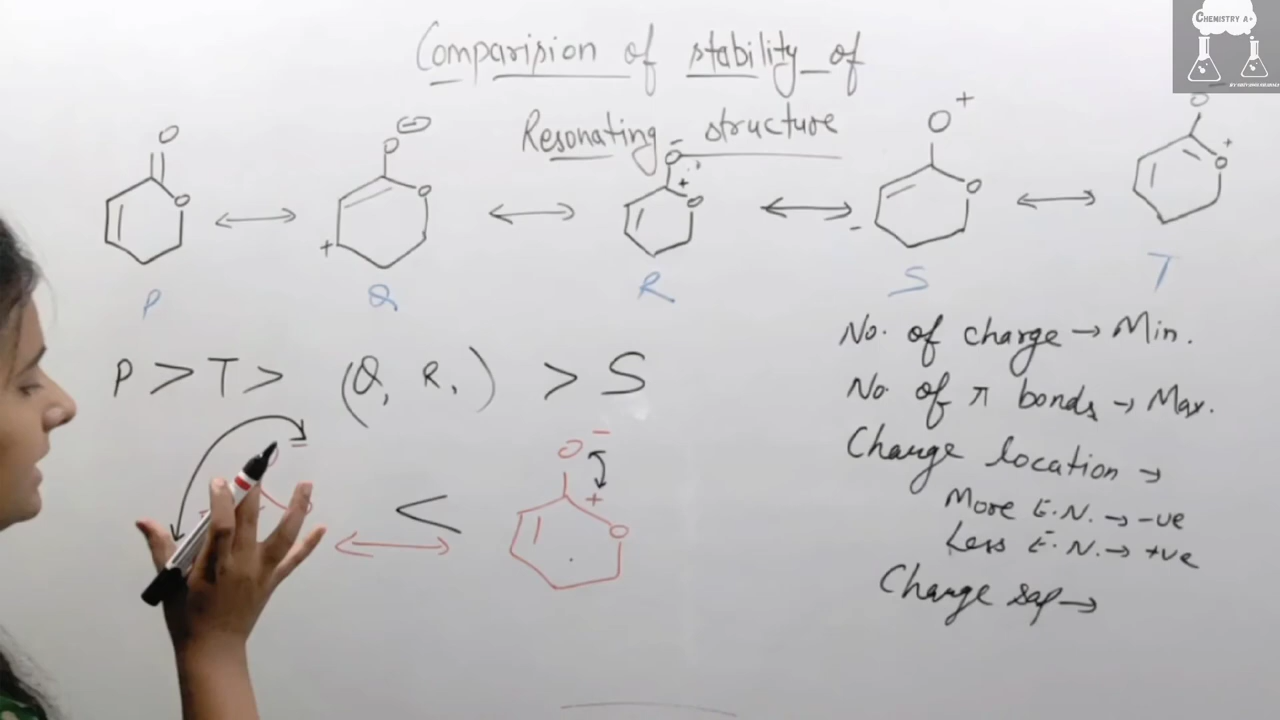 Comparision of stability of
Resonating structure
O
O
+
P
O⊖
O
+
Q
O-
+
O
R
O+
O
-
S
O
+
O
T
P > T > (Q, R,) > S
<
O-
+
O
No. of charge → Min.
No. of π bonds → Max.
Charge location →
More E.N. → -ve
Less E.N. → +ve
Charge sep →
CHEMISTRY A+